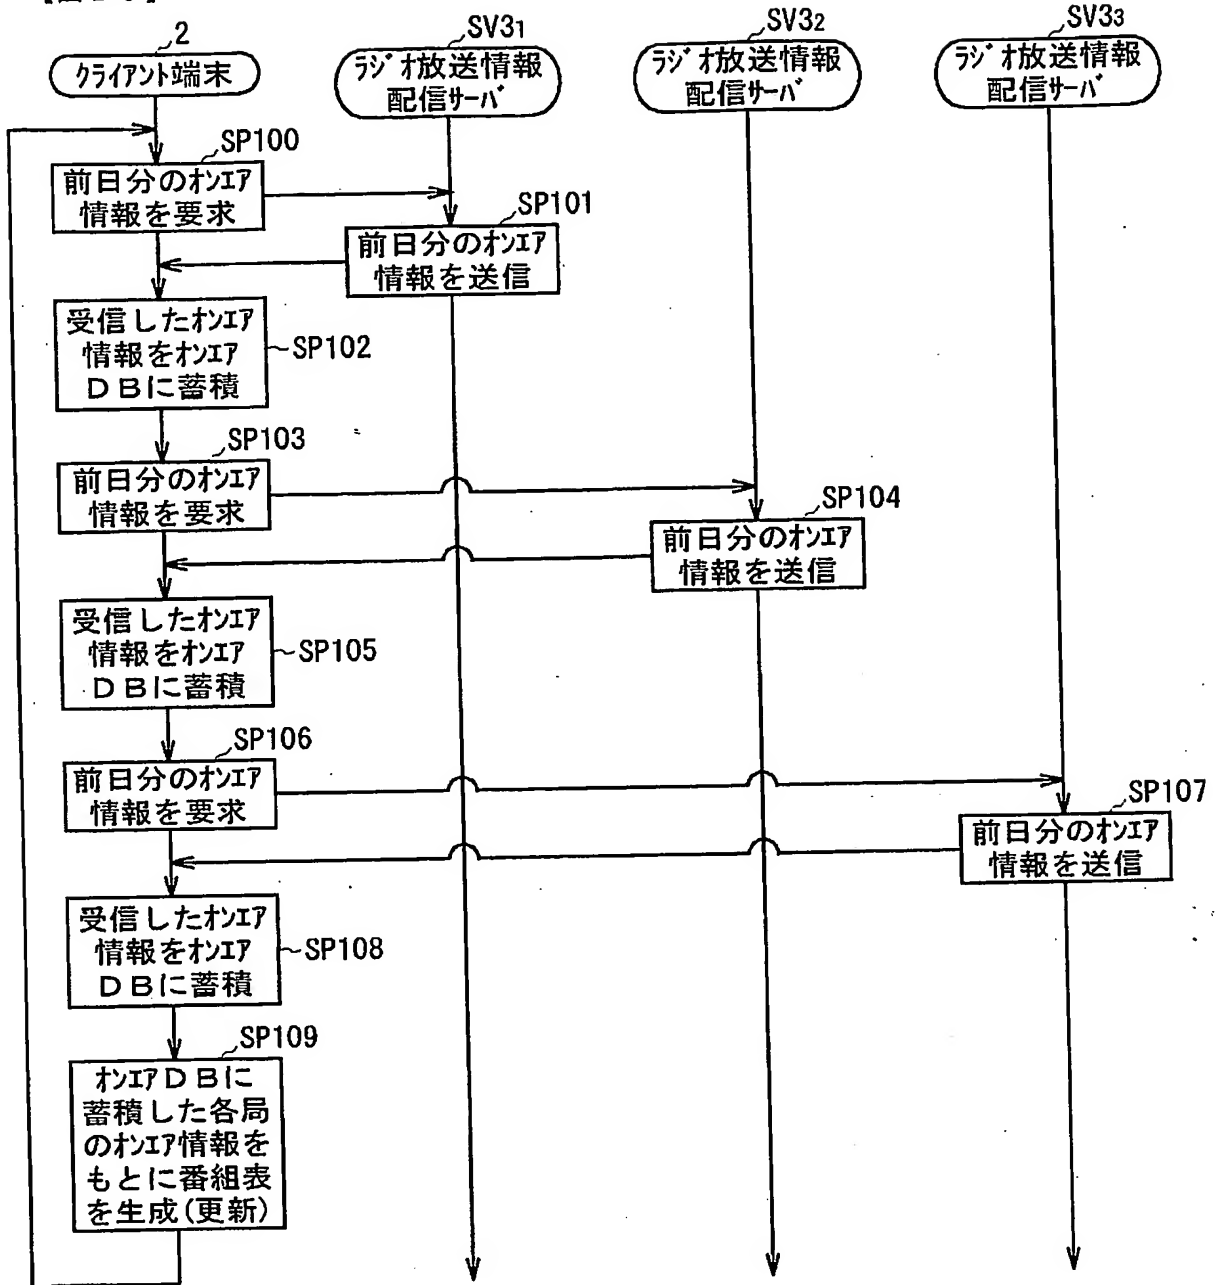 2
クライアント端末
SV31
ラジオ放送情報
配信サーバ
SV32
ラジオ放送情報
配信サーバ
SV33
ラジオ放送情報
配信サーバ
SP100
前日分のオンエア
情報を要求
SP101
前日分のオンエア
情報を送信
受信したオンエア
情報をオンエア
DBに蓄積
SP102
SP103
前日分のオンエア
情報を要求
SP104
前日分のオンエア
情報を送信
受信したオンエア
情報をオンエア
DBに蓄積
SP105
SP106
前日分のオンエア
情報を要求
SP107
前日分のオンエア
情報を送信
受信したオンエア
情報をオンエア
DBに蓄積
SP108
SP109
オンエアDBに
蓄積した各局
のオンエア情報を
もとに番組表
を生成(更新)